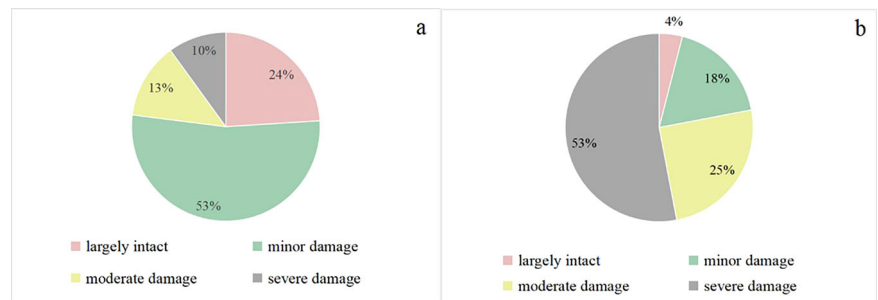 a
10%
24%
13%
53%
largely intact
minor damage
moderate damage
severe damage
b
4%
18%
53%
25%
largely intact
minor damage
moderate damage
severe damage